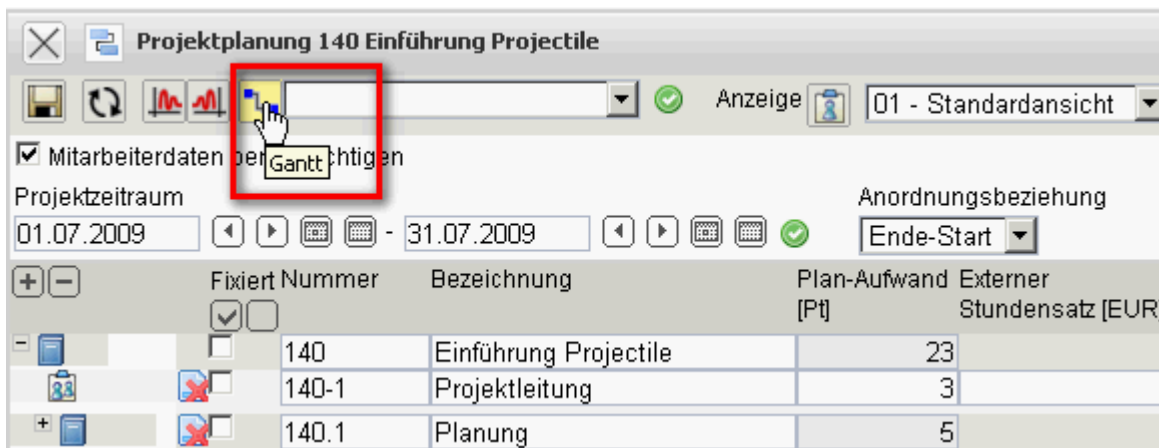 Projektplanung 140 Einführung Projectile
Anzeige 01 - Standardansicht
Mitarbeiterdaten ber chtigen
Gantt
Projektzeitraum Anordnungsbeziehung
01.07.2009 - 31.07.2009 Ende-Start
Fixiert Nummer Bezeichnung Plan-Aufwand Externer
[Pt] Stundensatz [EUR]
140 Einführung Projectile 23
140-1 Projektleitung 3
140.1 Planung 5